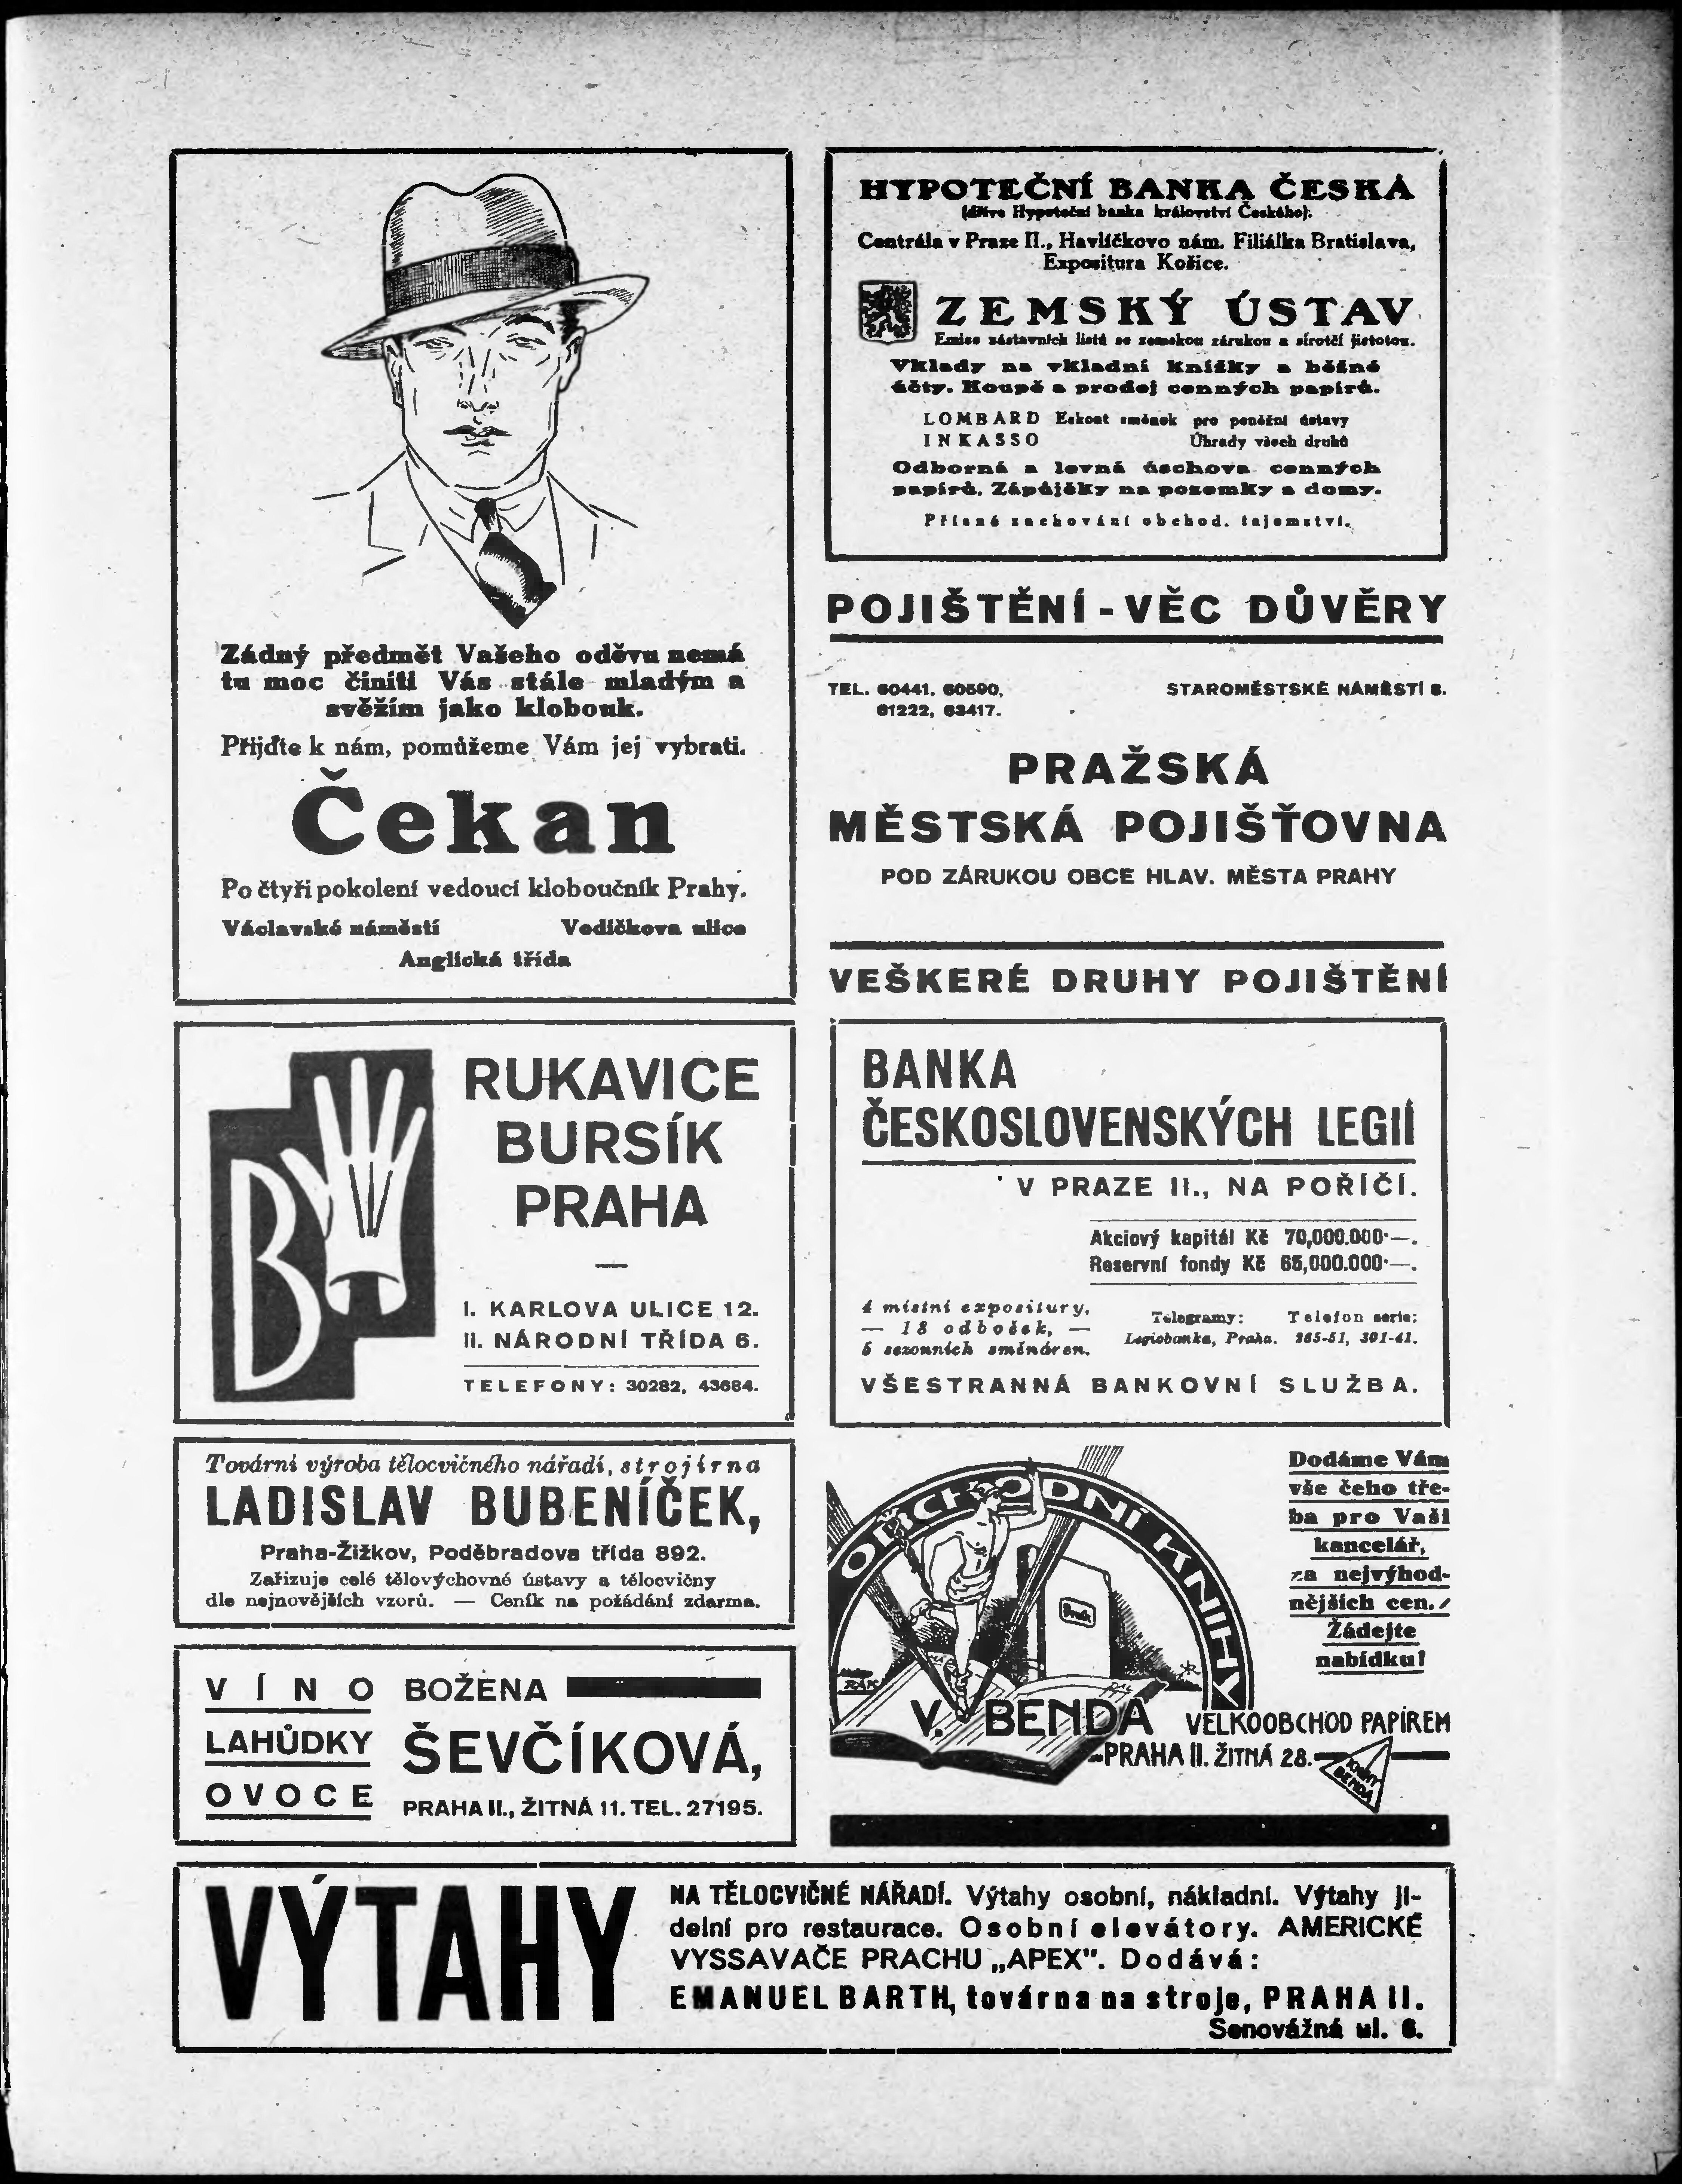 Žádný předmět Vašeho oděvu nemá
tu moc činiti Vás stále mladým a
svěžím jako klobouk.
Přijďte k nám, pomůžeme Vám jej vybrati.
Čekan
Po čtyři pokolení vedoucí kloboučník Prahy.
Václavské náměstí Vodičkova ulice
Anglická třída
HYPOTEČNÍ BANKA ČESKÁ
(dříve Hypoteční banka království Českého).
Centrála v Praze II., Havlíčkovo nám. Filiálka Bratislava,
Expositura Košice.
ZEMSKÝ ÚSTAV
Emise zástavních listů se zemskou zárukou a sirotčí jistotou.
Vklady na vkladní knížky a běžné
účty. Koupě a prodej cenných papírů.
LOMBARD Eskont směnek pro peněžní ústavy
INKASSO Úhrady všech druhů
Odborná a levná úschova cenných
papírů. Zápůjčky na pozemky a domy.
Přísné zachování obchod. tajemství.
POJIŠTĚNÍ - VĚC DŮVĚRY
TEL. 60441, 60590, STAROMĚSTSKÉ NÁMĚSTÍ 8.
61222, 63417.
PRAŽSKÁ
MĚSTSKÁ POJIŠŤOVNA
POD ZÁRUKOU OBCE HLAV. MĚSTA PRAHY
VEŠKERÉ DRUHY POJIŠTĚNÍ
B
RUKAVICE
BURSÍK
PRAHA
I. KARLOVA ULICE 12.
II. NÁRODNÍ TŘÍDA 6.
TELEFONY: 30282, 43684.
BANKA
ČESKOSLOVENSKÝCH LEGIÍ
V PRAZE II., NA POŘÍČÍ.
Akciový kapitál Kč 70,000.000·—.
Reservní fondy Kč 65,000.000·—.
4 místní expositury,
— 18 odboček, —
5 sezonních směnáren.
Telegramy: Telefon serie:
Legiobanka, Praha. 265-51, 301-41.
VŠESTRANNÁ BANKOVNÍ SLUŽBA.
Tovární výroba tělocvičného nářadí, strojírna
LADISLAV BUBENÍČEK,
Praha-Žižkov, Poděbradova třída 892.
Zařizuje celé tělovýchovné ústavy a tělocvičny
dle nejnovějších vzorů. — Ceník na požádání zdarma.
OBCHODNÍ KNIHY
MÁ
DÁL
V. BENDA
VELKOOBCHOD PAPÍREM
PRAHA II. ŽITNÁ 28.
KNIHY
BENDA
Dodáme Vám
vše čeho tře-
ba pro Vaši
kancelář,
za nejvýhod-
nějších cen.
Žádejte
nabídku!
VÍNO
LAHŮDKY
OVOCE
BOŽENA
ŠEVČÍKOVÁ,
PRAHA II., ŽITNÁ 11. TEL. 27195.
VÝTAHY
NA TĚLOCVIČNÉ NÁŘADÍ. Výtahy osobní, nákladní. Výtahy jí-
delní pro restaurace. Osobní elevátory. AMERICKÉ
VYSSAVAČE PRACHU „APEX". Dodává:
EMANUEL BARTH, továrna na stroje, PRAHA II.
Senovážná ul. 6.